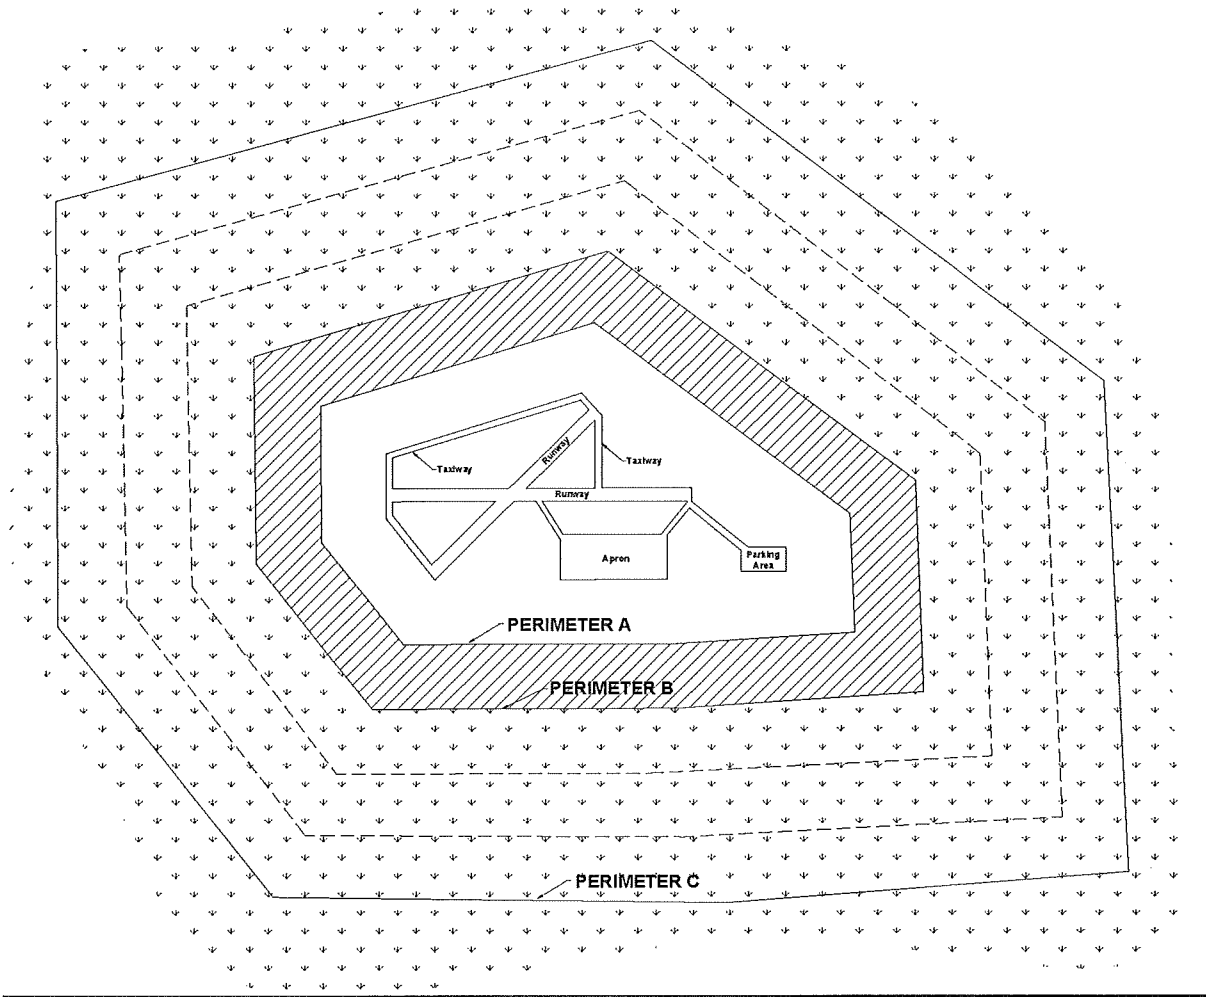 Runway
Taxiway
Taxiway
Runway
Apron
Parking
Area
PERIMETER A
PERIMETER B
PERIMETER C